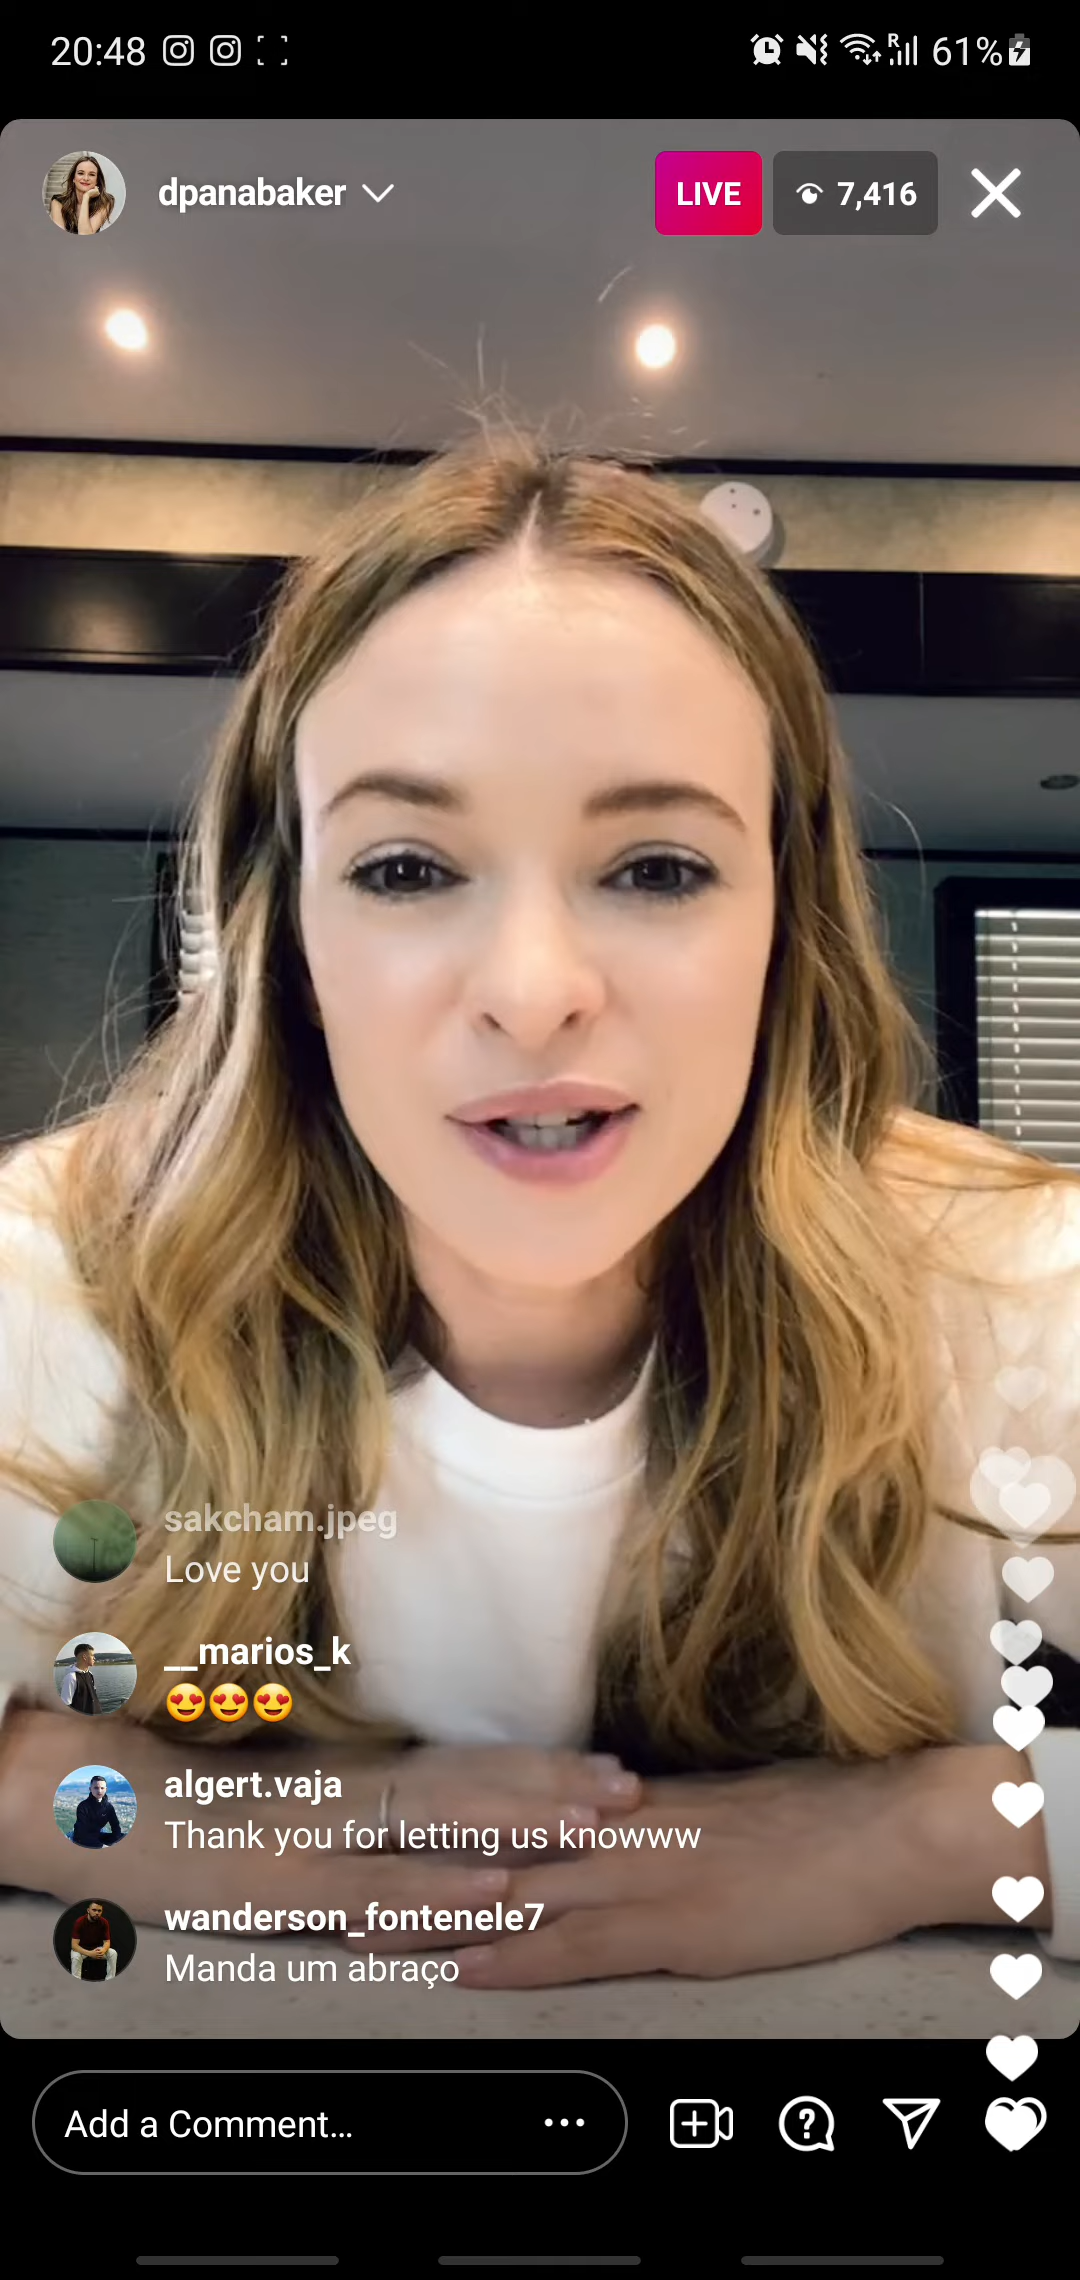 20:48
R
61%
dpanabaker
LIVE
7,416
sakcham.jpeg
Love you
__marios_k
😍😍😍
algert.vaja
Thank you for letting us knowww
wanderson_fontenele7
Manda um abraço
Add a Comment...